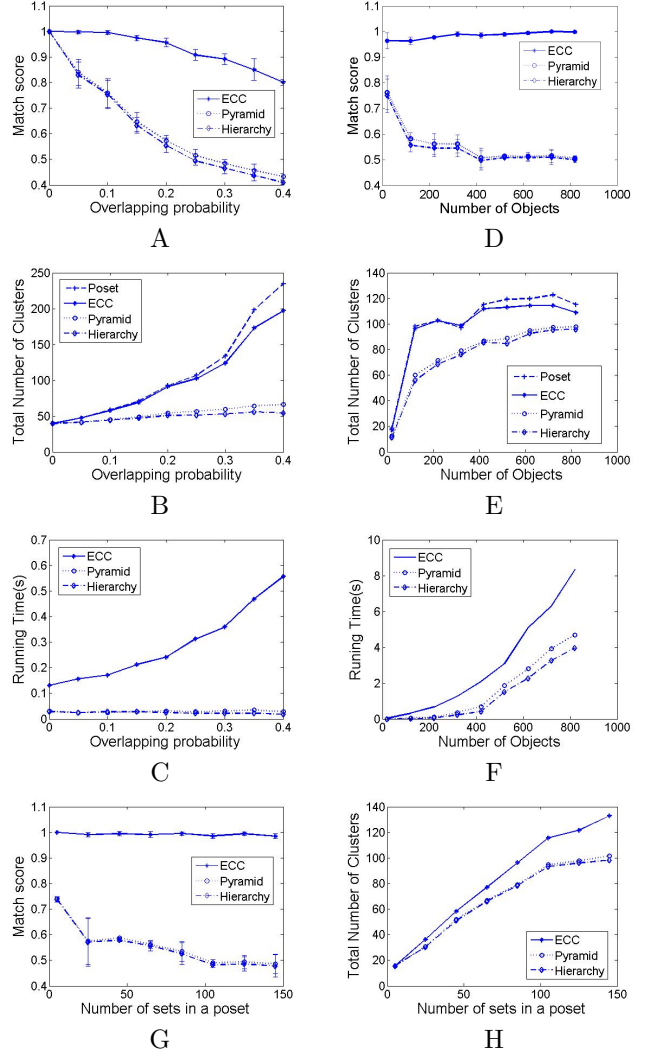 1.1
1
0.9
0.8
0.7
0.6
0.5
0.4
Match score
ECC
Pyramid
Hierarchy
0 0.1 0.2 0.3 0.4
Overlapping probability
A
1.1
1
0.9
0.8
0.7
0.6
0.5
0.4
Match score
ECC
Pyramid
Hierarchy
0 200 400 600 800 1000
Number of Objects
D
250
200
150
100
50
0
Total Number of Clusters
Poset
ECC
Pyramid
Hierarchy
0 0.1 0.2 0.3 0.4
Overlapping probability
B
140
120
100
80
60
40
20
0
Total Number of Clusters
Poset
ECC
Pyramid
Hierarchy
0 200 400 600 800 1000
Number of Objects
E
0.7
0.6
0.5
0.4
0.3
0.2
0.1
0
Running Time(s)
ECC
Pyramid
Hierarchy
0 0.1 0.2 0.3 0.4
Overlapping probability
C
10
8
6
4
2
0
Runing Time(s)
ECC
Pyramid
Hierarchy
0 200 400 600 800 1000
Number of Objects
F
1.1
1
0.9
0.8
0.7
0.6
0.5
0.4
Match score
ECC
Pyramid
Hierarchy
0 50 100 150
Number of sets in a poset
G
140
120
100
80
60
40
20
0
Total Number of Clusters
ECC
Pyramid
Hierarchy
0 50 100 150
Number of sets in a poset
H